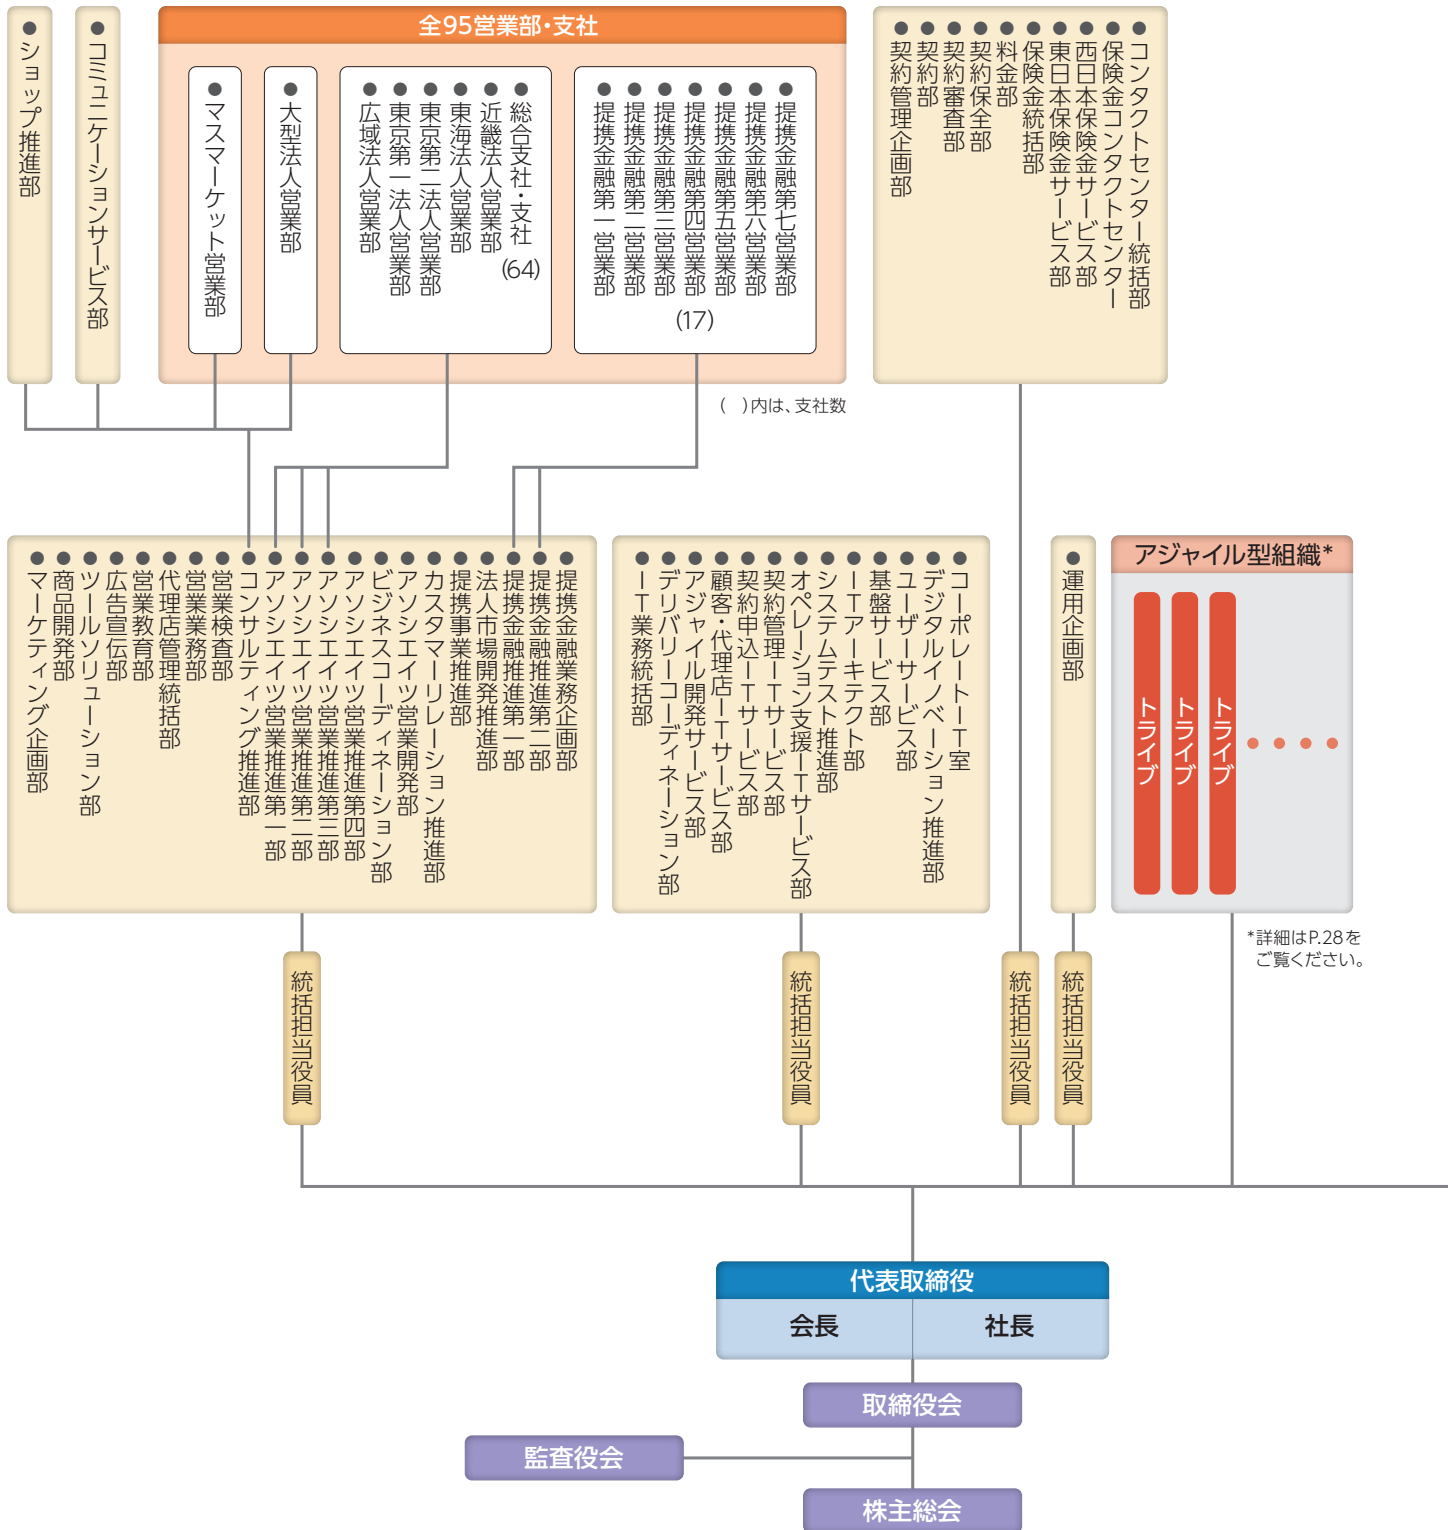 ショップ推進部
コミュニケーションサービス部
全95営業部・支社
マスマーケット営業部
大型法人営業部
広域法人営業部
東京第一法人営業部
東京第二法人営業部
東海法人営業部
近畿法人営業部
総合支社・支社
(64)
提携金融第一営業部
提携金融第二営業部
提携金融第三営業部
提携金融第四営業部
提携金融第五営業部
提携金融第六営業部
提携金融第七営業部
(17)
(　)内は、支社数
契約管理企画部
契約部
契約審査部
契約保全部
料金部
保険金統括部
東日本保険金サービス部
西日本保険金サービス部
保険金コンタクトセンター
コンタクトセンター統括部
マーケティング企画部
商品開発部
ツールソリューション部
広告宣伝部
営業教育部
代理店管理統括部
営業業務部
営業検査部
コンサルティング推進部
アソシエイツ営業推進第一部
アソシエイツ営業推進第二部
アソシエイツ営業推進第三部
アソシエイツ営業推進第四部
ビジネスコーディネーション部
アソシエイツ営業開発部
カスタマーリレーション推進部
提携事業推進部
法人市場開発推進部
提携金融推進第一部
提携金融推進第二部
提携金融業務企画部
IT業務統括部
デリバリーコーディネーション部
アジャイル開発サービス部
顧客・代理店ITサービス部
契約申込ITサービス部
契約管理ITサービス部
オペレーション支援ITサービス部
システムテスト推進部
ITアーキテクト部
基盤サービス部
ユーザーサービス部
デジタルイノベーション推進部
コーポレートIT室
運用企画部
アジャイル型組織*
トライブ
トライブ
トライブ
*詳細はP.28を
ご覧ください。
統括担当役員
統括担当役員
統括担当役員
統括担当役員
代表取締役
会長
社長
取締役会
監査役会
株主総会